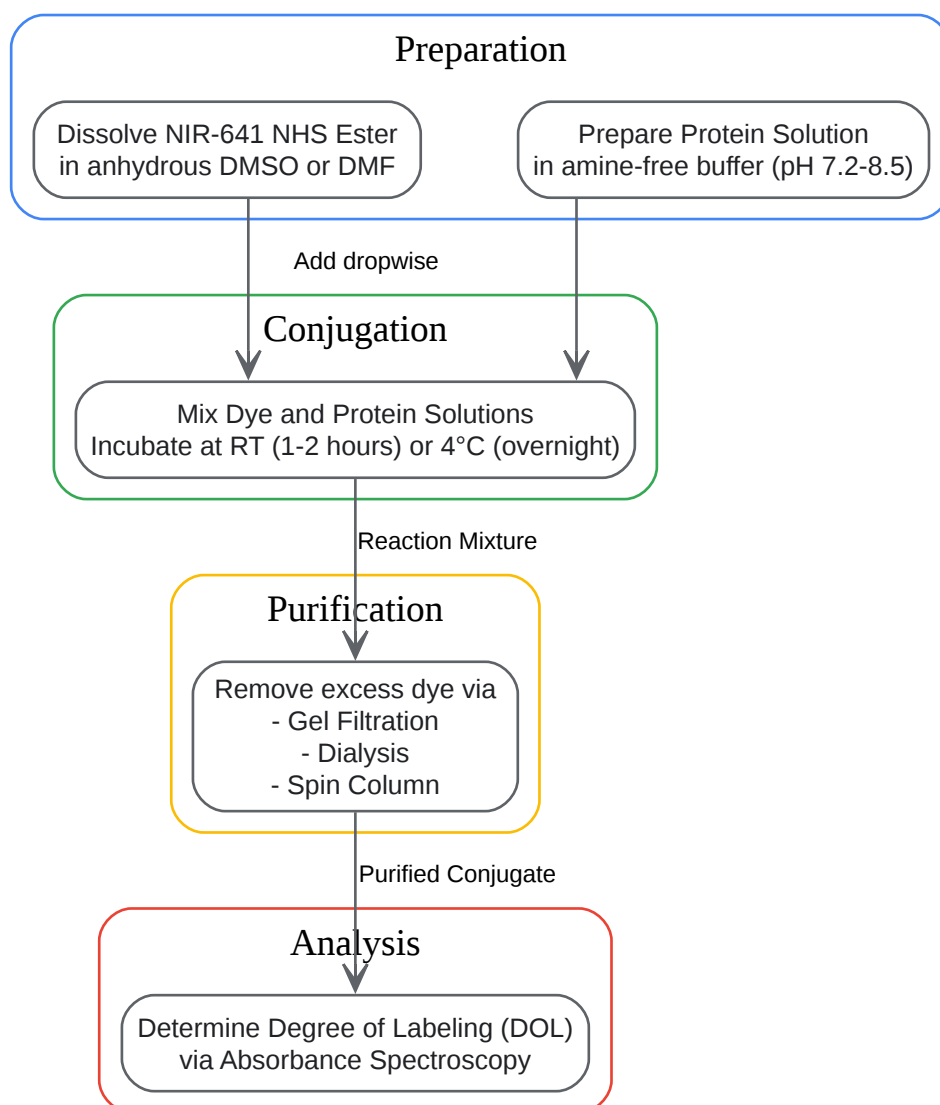 Preparation
Dissolve NIR-641 NHS Ester
in anhydrous DMSO or DMF
Prepare Protein Solution
in amine-free buffer (pH 7.2-8.5)
Add dropwise
Conjugation
Mix Dye and Protein Solutions
Incubate at RT (1-2 hours) or 4°C (overnight)
Reaction Mixture
Purification
Remove excess dye via
- Gel Filtration
- Dialysis
- Spin Column
Purified Conjugate
Analysis
Determine Degree of Labeling (DOL)
via Absorbance Spectroscopy